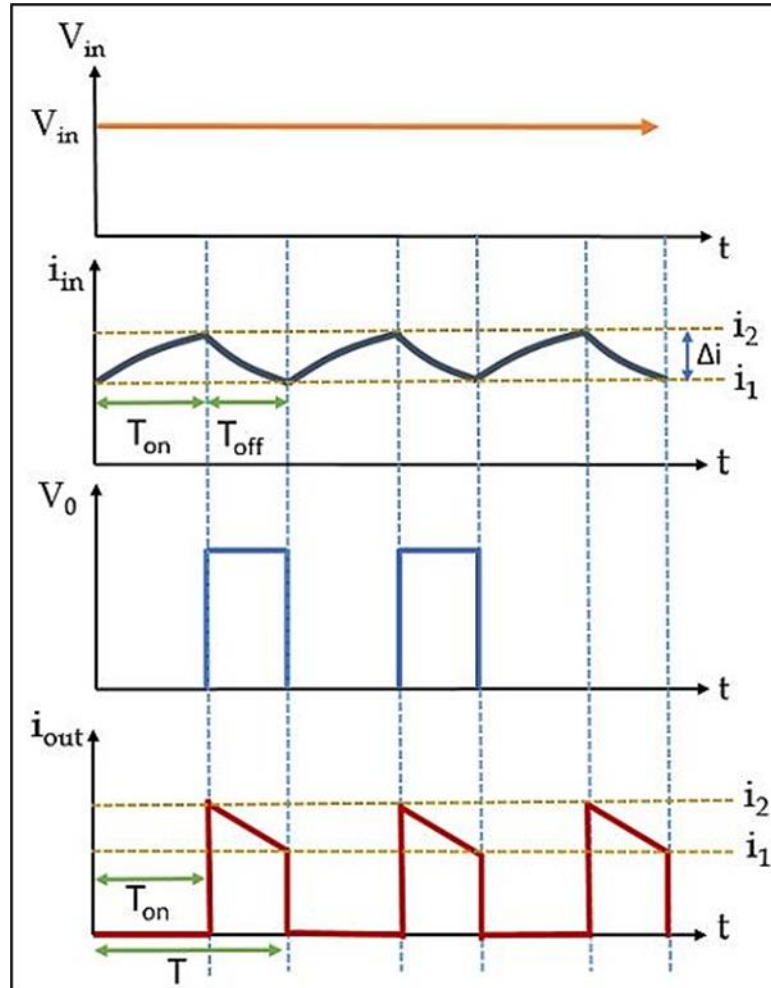 V_in
V_in
t
i_in
i_2
Δi
i_1
T_on T_off
t
V_0
t
i_out
i_2
i_1
T_on
t
T